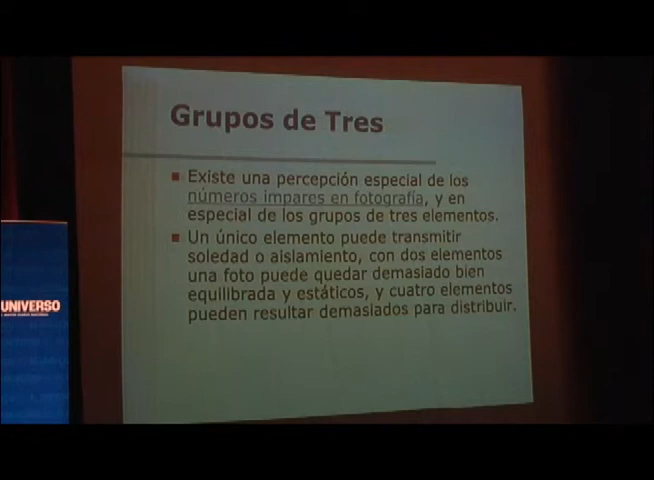 Grupos de Tres
Existe una percepción especial de los
números impares en fotografía, y en
especial de los grupos de tres elementos.
Un único elemento puede transmitir
soledad o aislamiento, con dos elementos
una foto puede quedar demasiado bien
equilibrada y estáticos, y cuatro elementos
pueden resultar demasiados para distribuir.
UNIVERSO